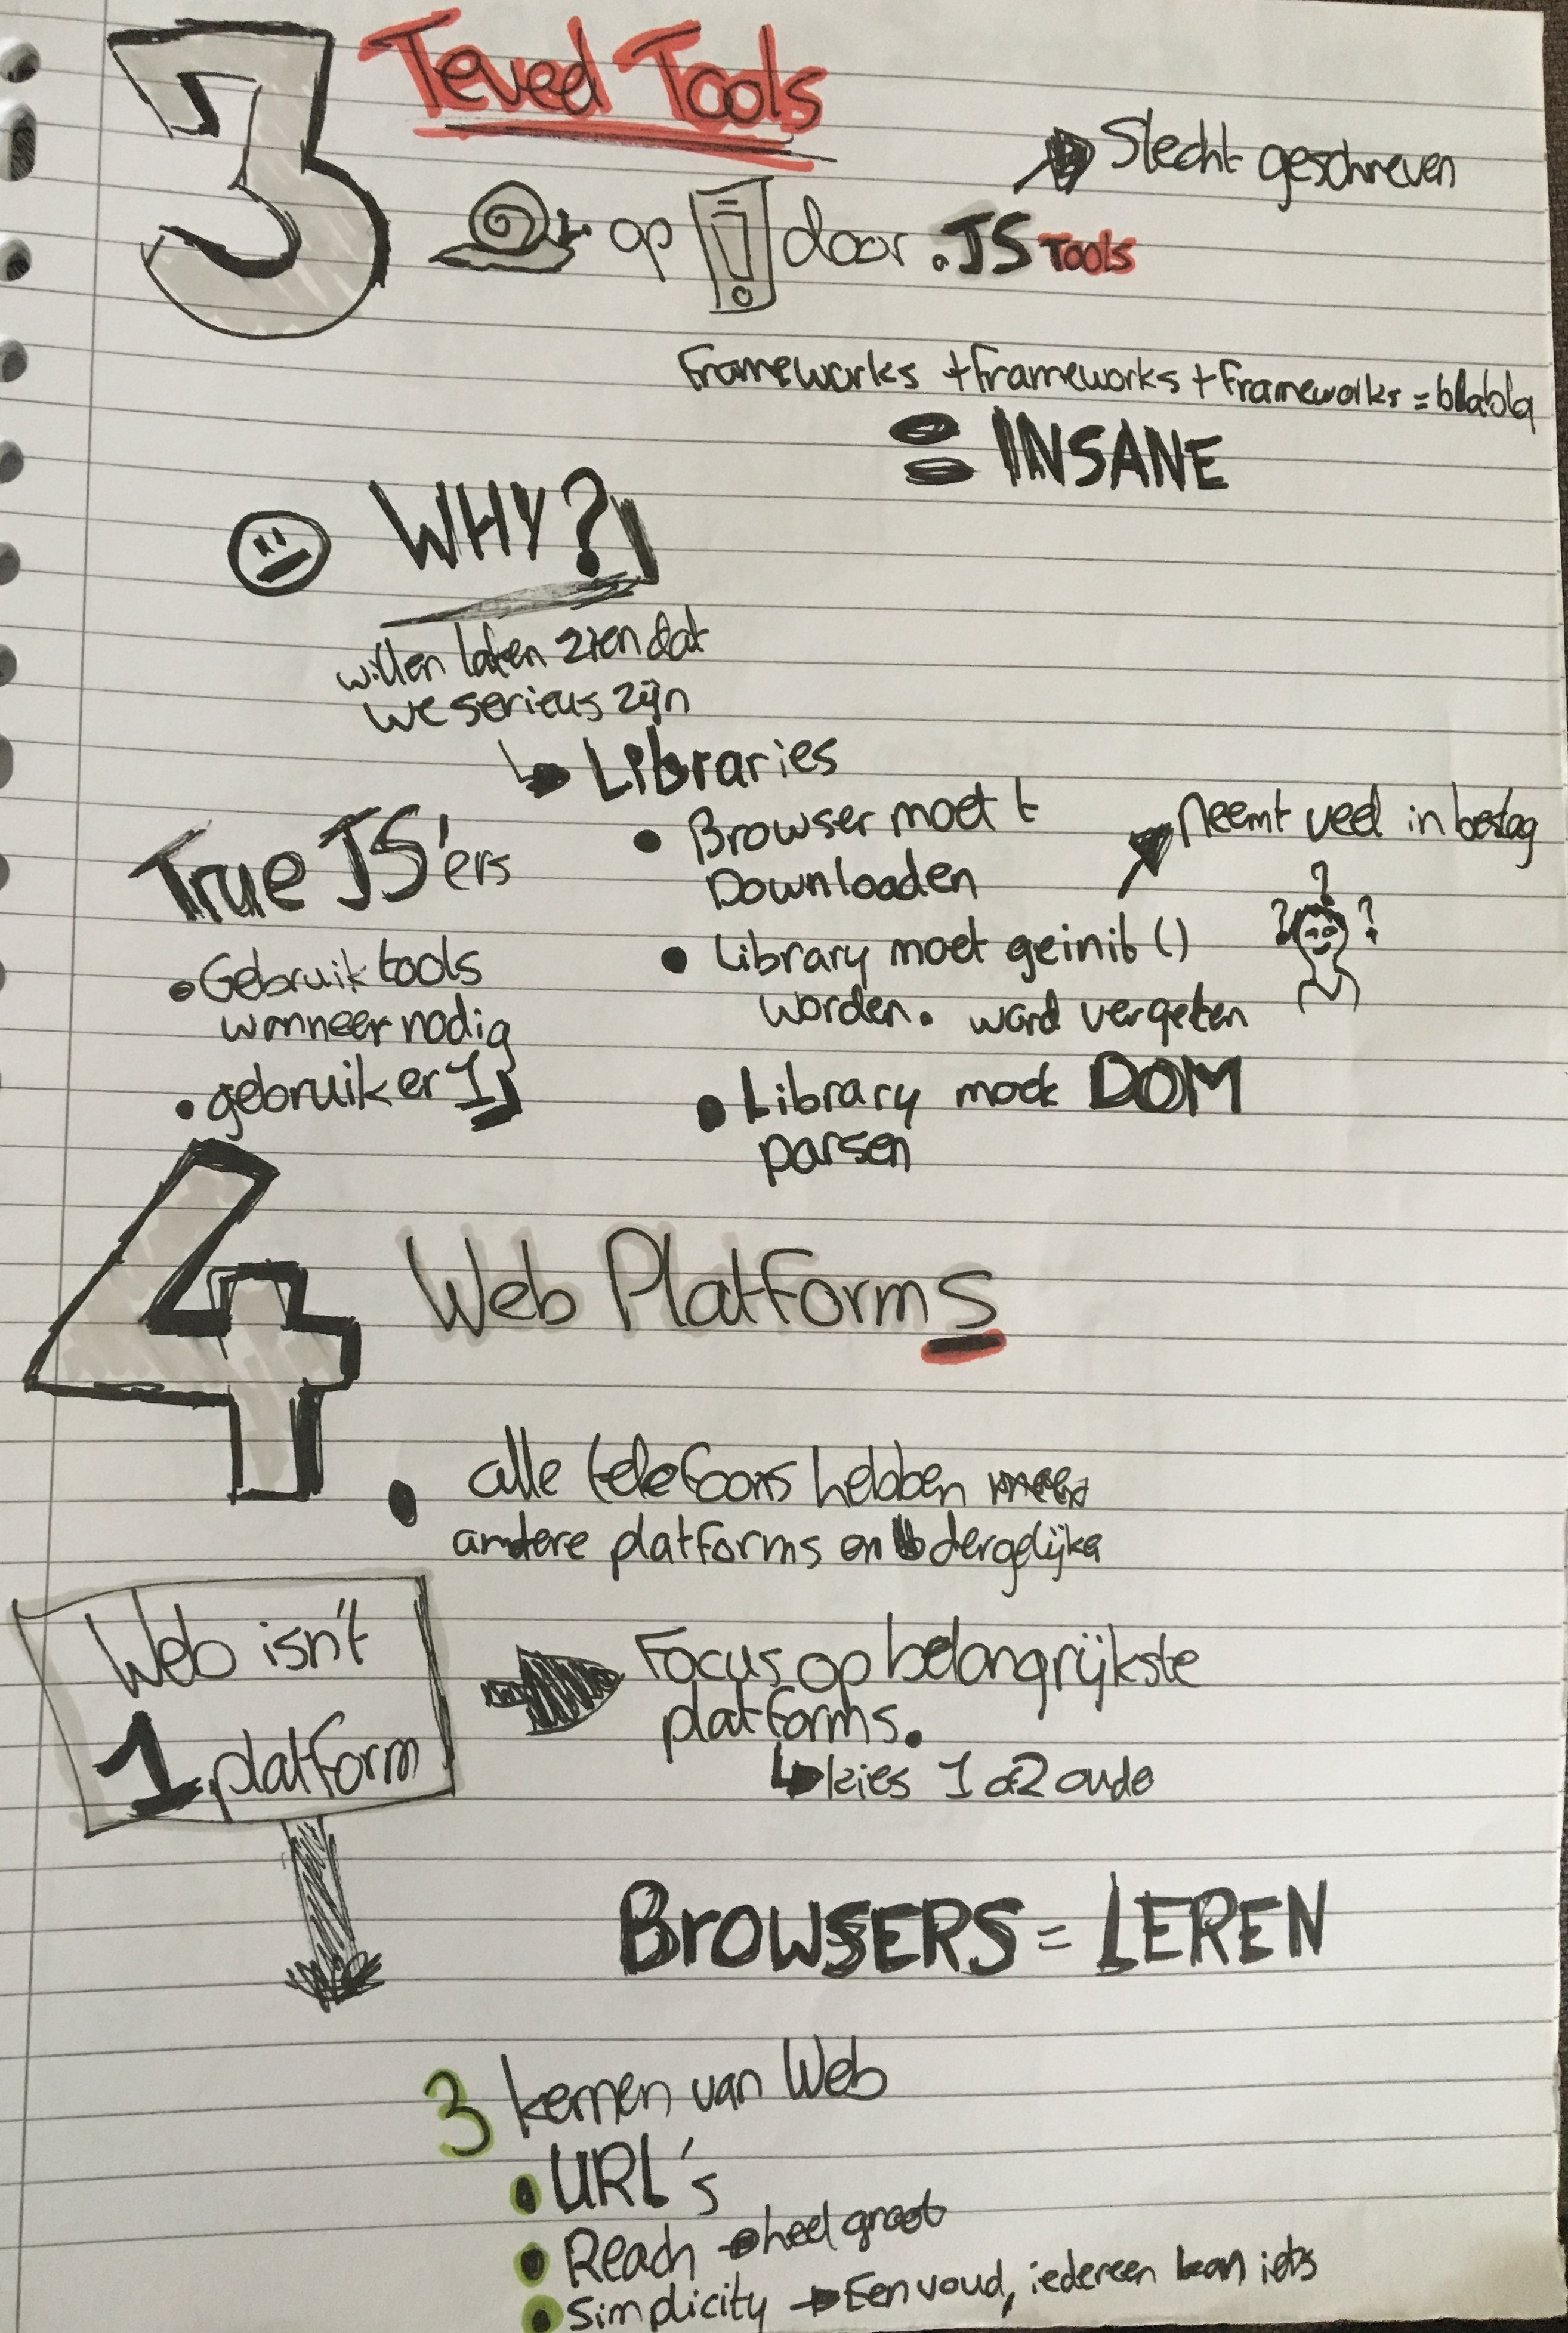 3 Teveel Tools
op door .JS Tools
Slecht geschreven
Frameworks + frameworks + frameworks = blabla
= INSANE
WHY?
willen laten zien dat
we serieus zijn
Libraries
• Browser moet t
Downloaden
• Library moet geinit ()
worden. word vergeten
neemt veel in beslag
? ? ?
• Library moet DOM
parsen
True JS'ers
• Gebruik tools
wanneer nodig
• gebruik er 1
4 Web Platforms
• alle telefoons hebben
andere platforms en dergelijke
Web isn't
1 platform
Focus op belangrijkste
platforms.
kies 1 a 2 oude
BROWSERS = LEREN
3 kernen van Web
• URL's
• Reach → heel groot
• Simplicity → Eenvoud, iedereen kan iets